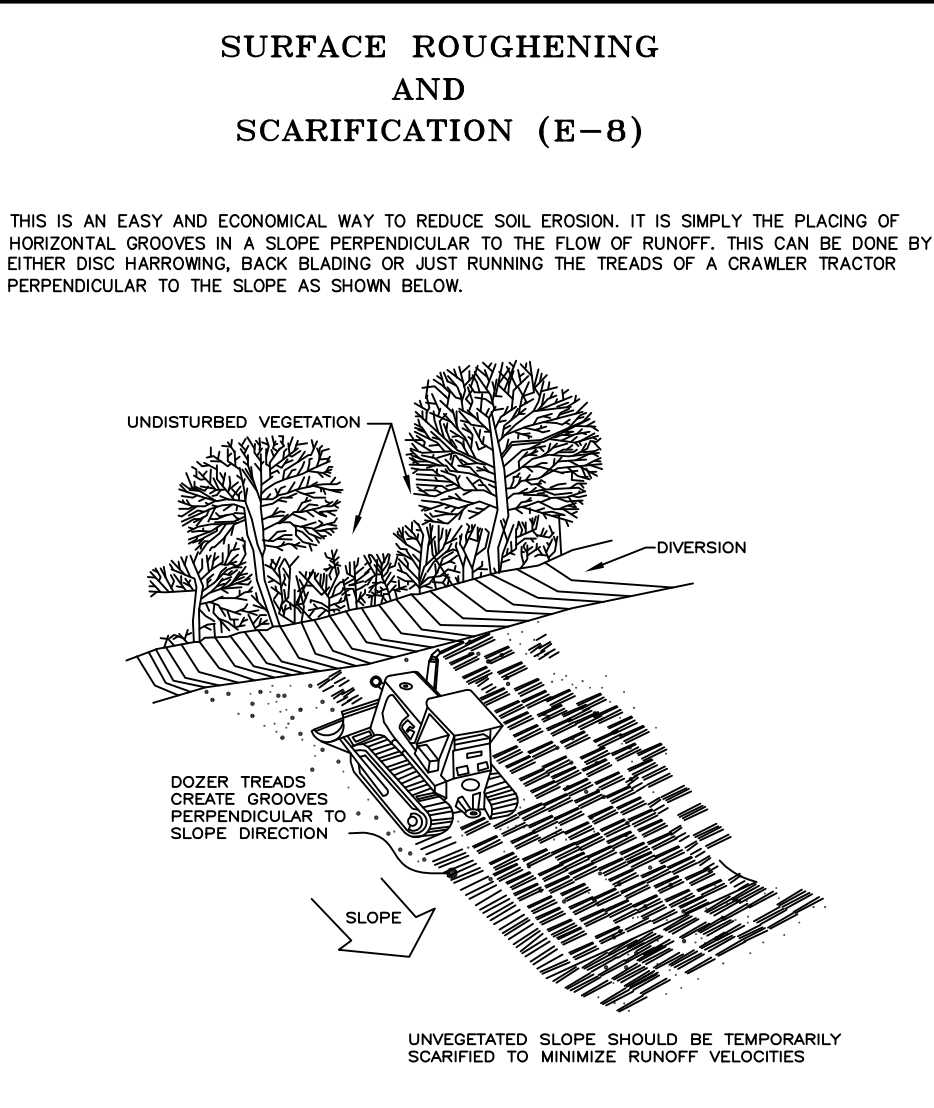 SURFACE ROUGHENING
AND
SCARIFICATION (E-8)
THIS IS AN EASY AND ECONOMICAL WAY TO REDUCE SOIL EROSION. IT IS SIMPLY THE PLACING OF
HORIZONTAL GROOVES IN A SLOPE PERPENDICULAR TO THE FLOW OF RUNOFF. THIS CAN BE DONE BY
EITHER DISC HARROWING, BACK BLADING OR JUST RUNNING THE TREADS OF A CRAWLER TRACTOR
PERPENDICULAR TO THE SLOPE AS SHOWN BELOW.
UNDISTURBED VEGETATION
DIVERSION
DOZER TREADS
CREATE GROOVES
PERPENDICULAR TO
SLOPE DIRECTION
SLOPE
UNVEGETATED SLOPE SHOULD BE TEMPORARILY
SCARIFIED TO MINIMIZE RUNOFF VELOCITIES